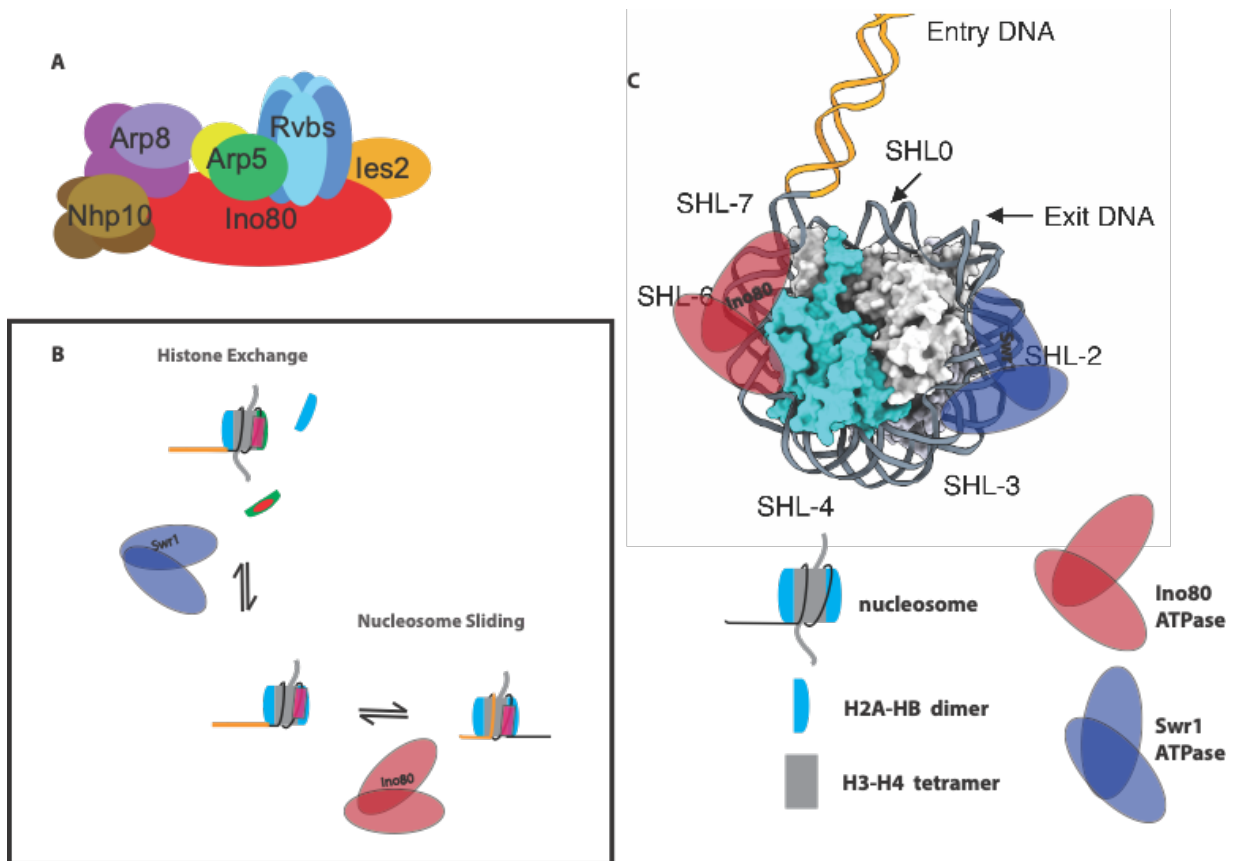 A
Arp8
Arp5
Rvbs
Ies2
Nhp10
Ino80
B
Histone Exchange
Swr1
Nucleosome Sliding
Ino80
C
Entry DNA
SHL0
SHL-7
Exit DNA
SHL-6
Ino80
Swr1
SHL-2
SHL-3
SHL-4
nucleosome
H2A-HB dimer
H3-H4 tetramer
Ino80
ATPase
Swr1
ATPase